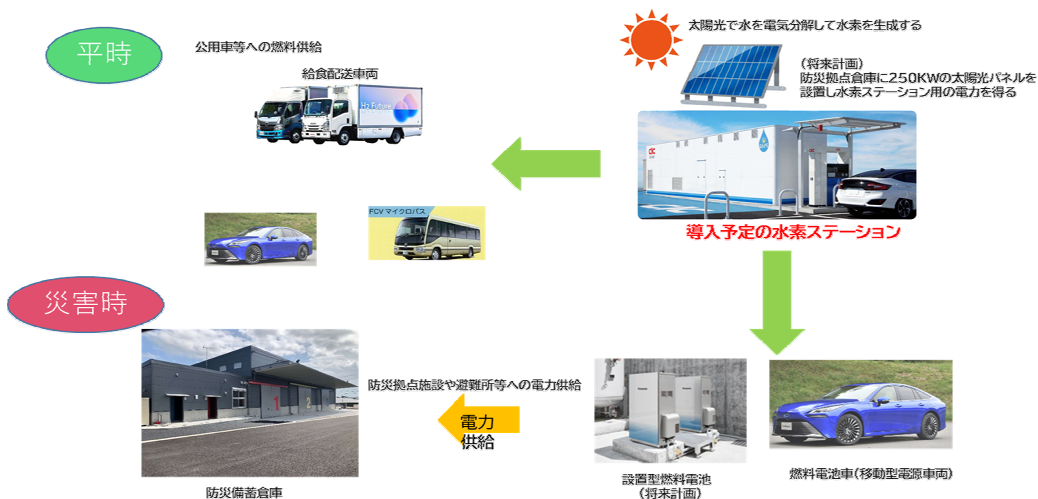 平時
公用車等への燃料供給
給食配送車両
H2 Future
FCVマイクロバス
太陽光で水を電気分解して水素を生成する
(将来計画)
防災拠点倉庫に250KWの太陽光パネルを
設置し水素ステーション用の電力を得る
導入予定の水素ステーション
災害時
1
2
防災備蓄倉庫
防災拠点施設や避難所等への電力供給
電力
供給
設置型燃料電池
(将来計画)
燃料電池車(移動型電源車両)